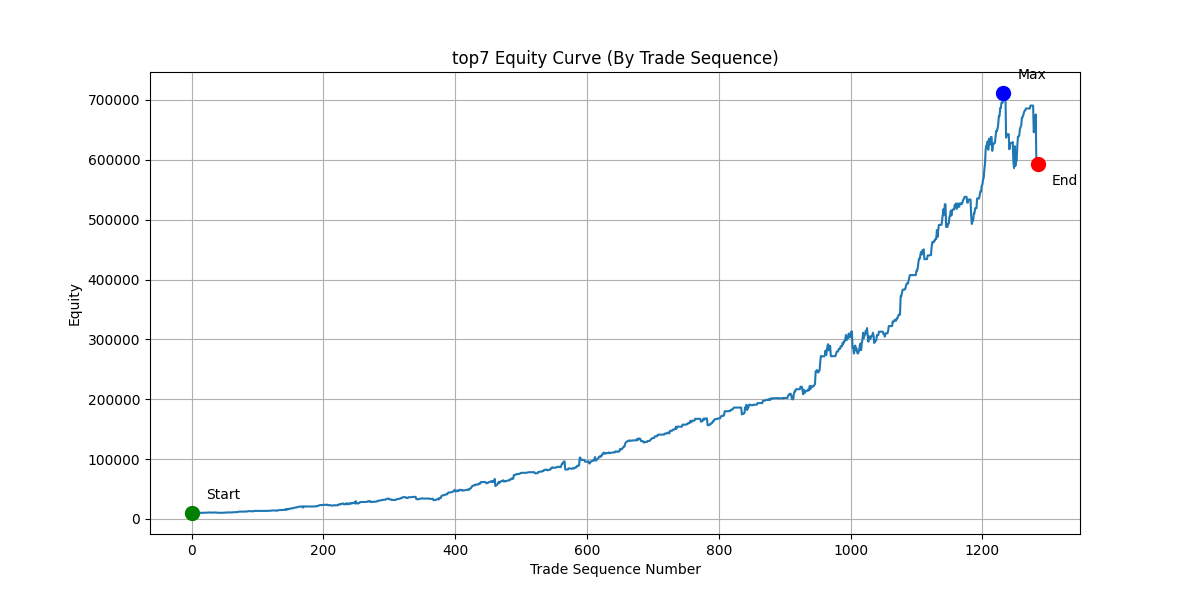 top7 Equity Curve (By Trade Sequence)
Max
700000
600000
End
500000
400000
Equity
300000
200000
100000
Start
0
0 200 400 600 800 1000 1200
Trade Sequence Number